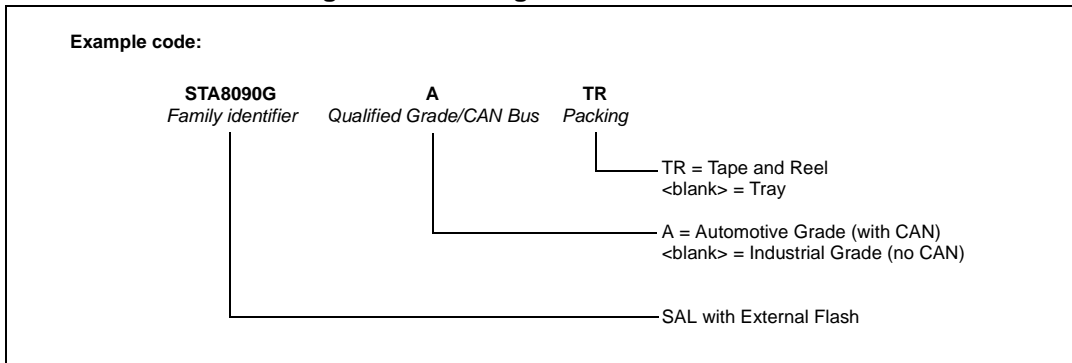 Example code:
STA8090G A TR
Family identifier Qualified Grade/CAN Bus Packing
TR = Tape and Reel
<blank> = Tray
A = Automotive Grade (with CAN)
<blank> = Industrial Grade (no CAN)
SAL with External Flash